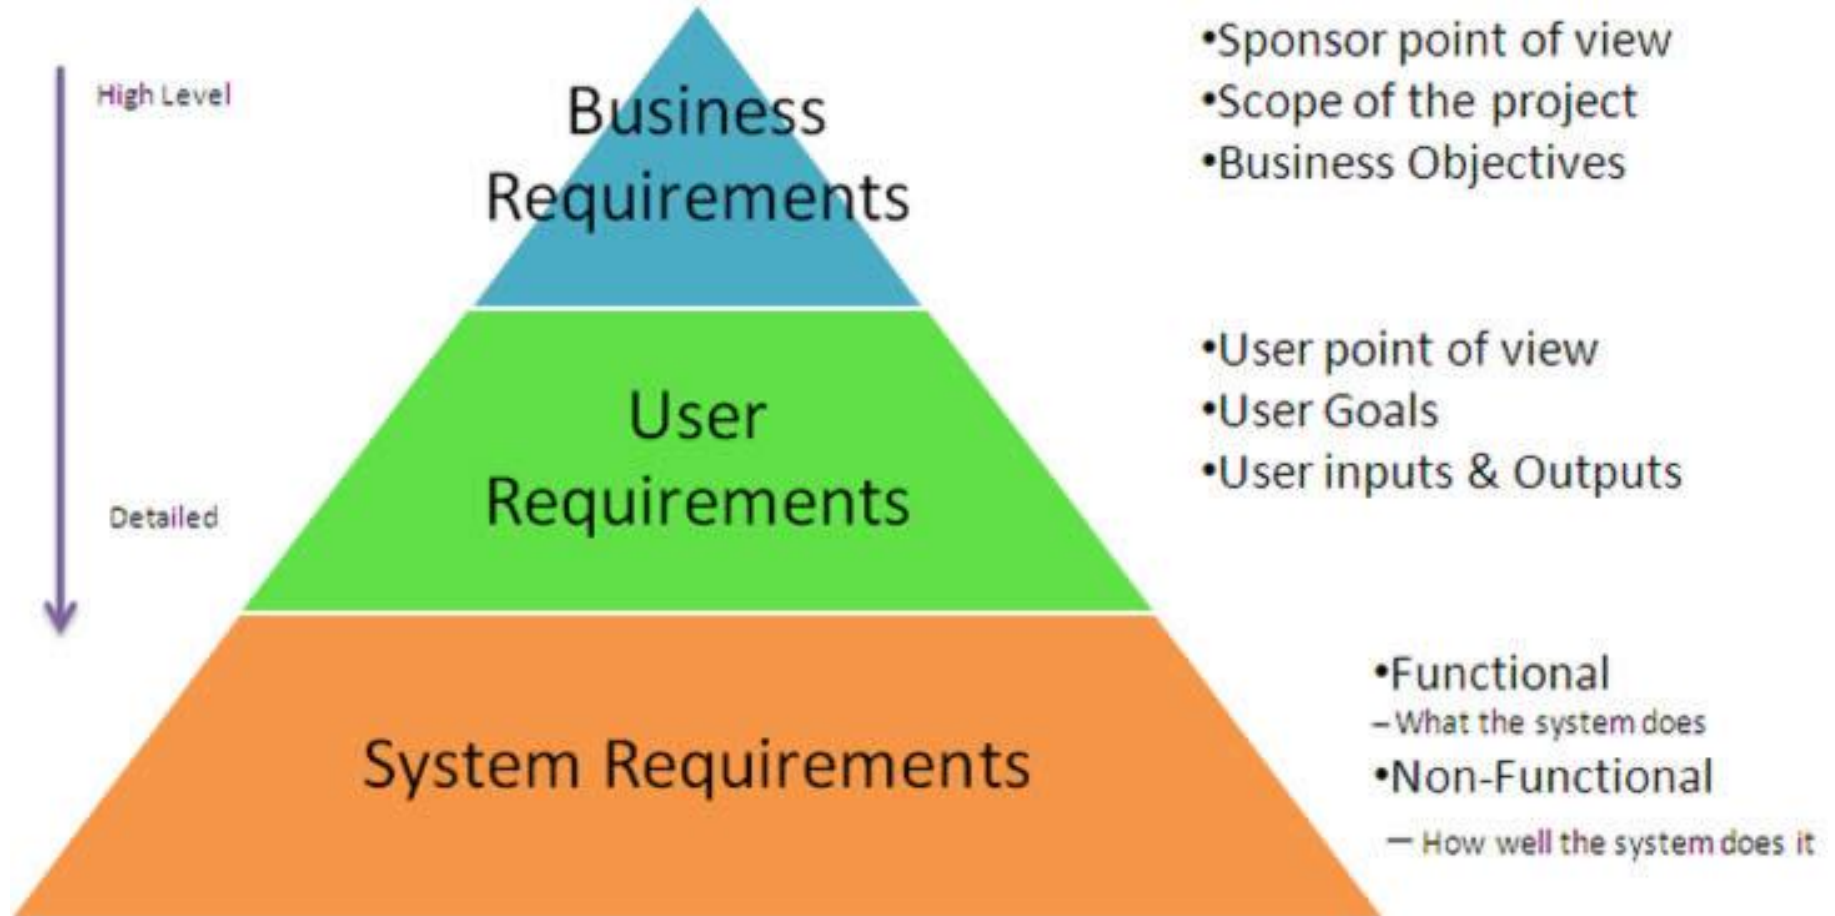 High Level
Detailed
Business
Requirements
•Sponsor point of view
•Scope of the project
•Business Objectives
User
Requirements
•User point of view
•User Goals
•User inputs & Outputs
System Requirements
•Functional
–What the system does
•Non-Functional
— How well the system does it